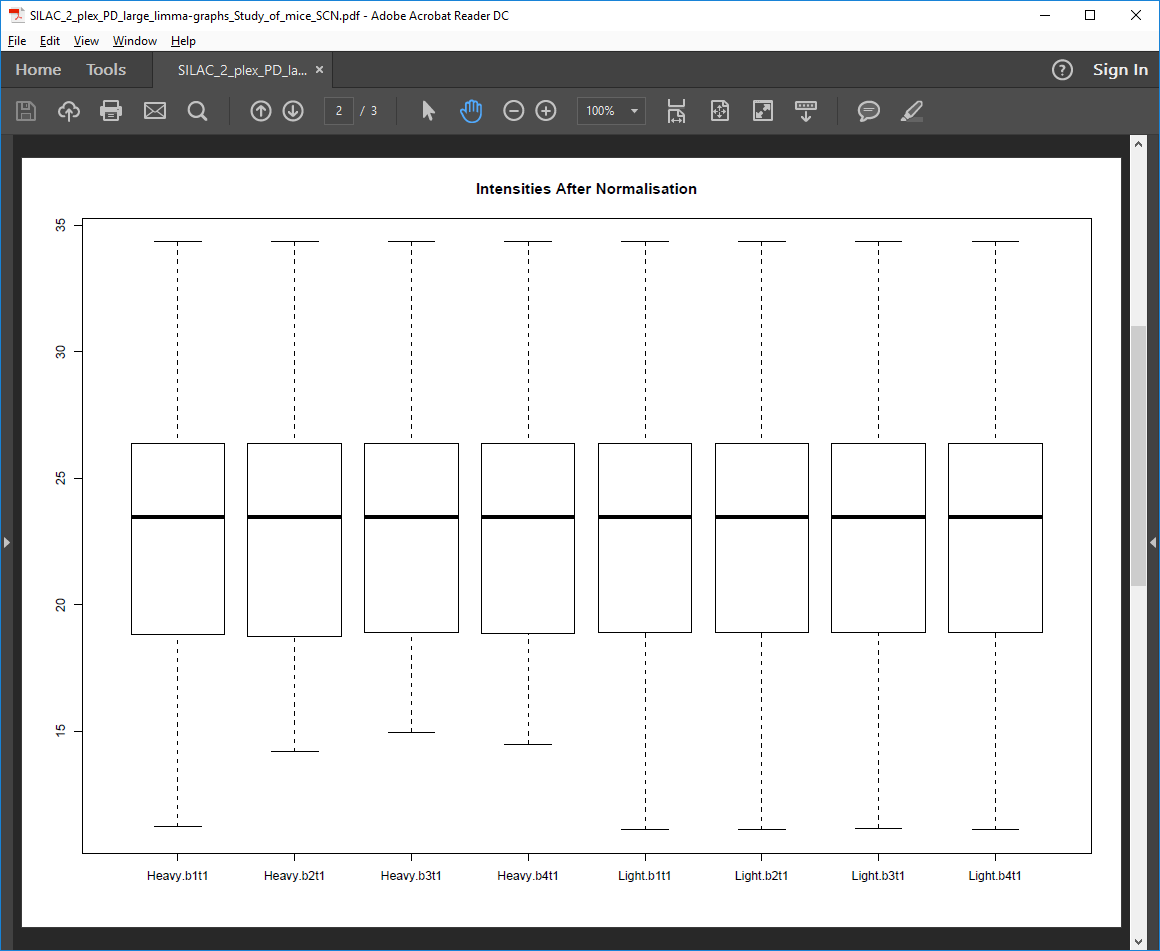 SILAC_2_plex_PD_large_limma-graphs_Study_of_mice_SCN.pdf - Adobe Acrobat Reader DC
File Edit View Window Help
Home Tools SILAC_2_plex_PD_la... × ? Sign In
2 / 3 100%
Intensities After Normalisation
35
30
25
20
15
Heavy.b1t1 Heavy.b2t1 Heavy.b3t1 Heavy.b4t1 Light.b1t1 Light.b2t1 Light.b3t1 Light.b4t1